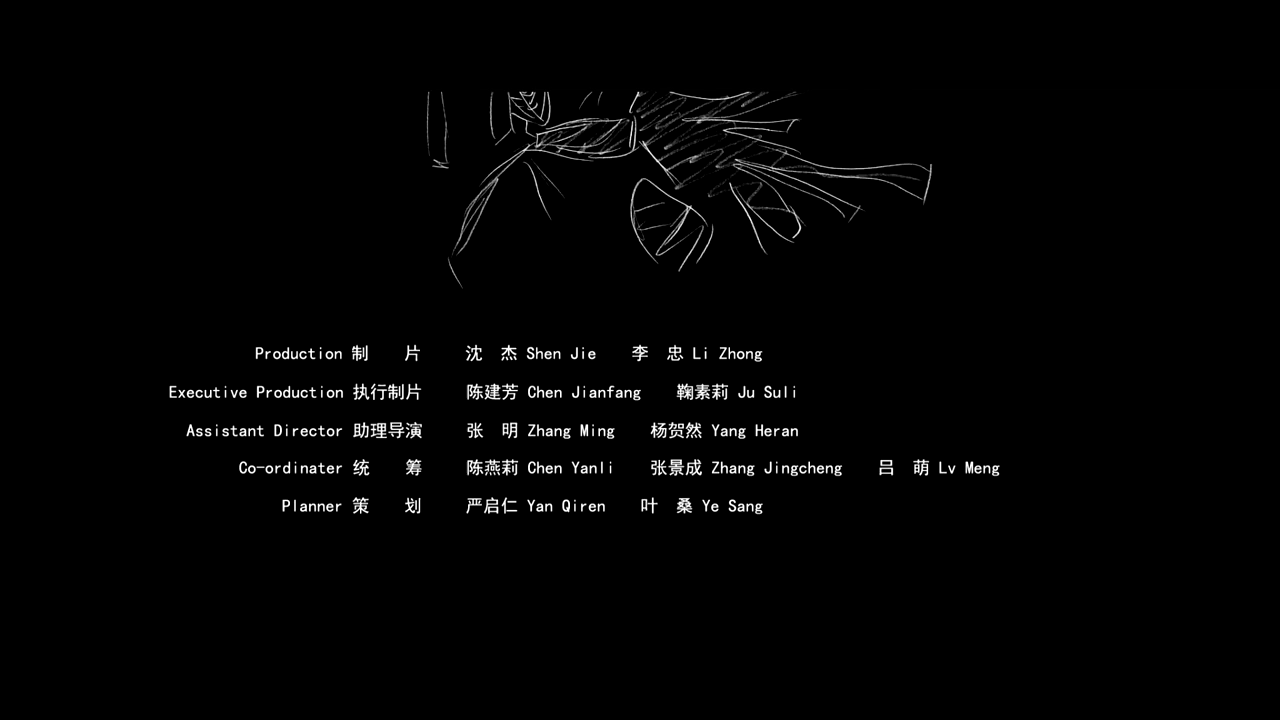 Production 制 片 沈 杰 Shen Jie 李 忠 Li Zhong
Executive Production 执行制片 陈建芳 Chen Jianfang 鞠素莉 Ju Suli
Assistant Director 助理导演 张 明 Zhang Ming 杨贺然 Yang Heran
Co-ordinater 统 筹 陈燕莉 Chen Yanli 张景成 Zhang Jingcheng 吕 萌 Lv Meng
Planner 策 划 严启仁 Yan Qiren 叶 桑 Ye Sang